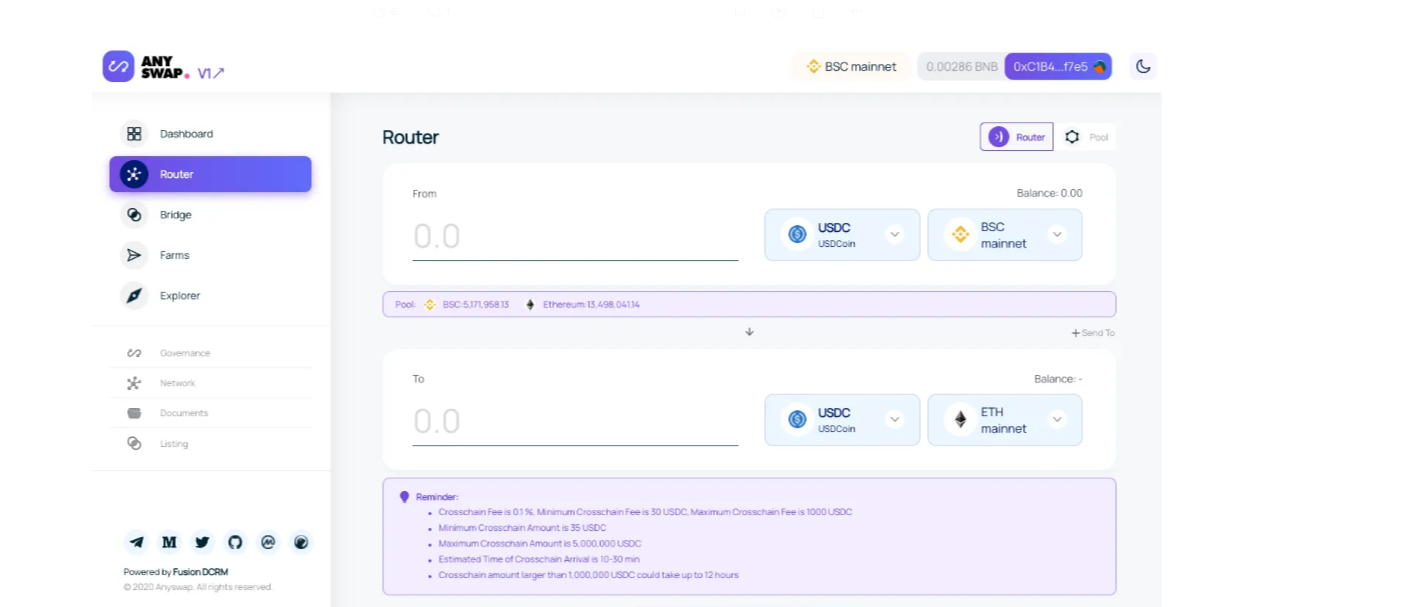 ANY
SWAP. V1↗
BSC mainnet
0.00286 BNB
0xC1B4...f7e5
Dashboard
Router
Bridge
Farms
Explorer
Governance
Network
Documents
Listing
Powered by Fusion DCRM
© 2020 Anyswap. All rights reserved.
Router
Router
Pool
From
Balance: 0.00
0.0
USDC
USDCoin
BSC
mainnet
Pool: BSC:5,171,958.13 Ethereum:13,498,041.14
+ Send To
To
Balance: -
0.0
USDC
USDCoin
ETH
mainnet
Reminder:
Crosschain Fee is 0.1 %, Minimum Crosschain Fee is 30 USDC, Maximum Crosschain Fee is 1000 USDC
Minimum Crosschain Amount is 35 USDC
Maximum Crosschain Amount is 5,000,000 USDC
Estimated Time of Crosschain Arrival is 10-30 min
Crosschain amount larger than 1,000,000 USDC could take up to 12 hours